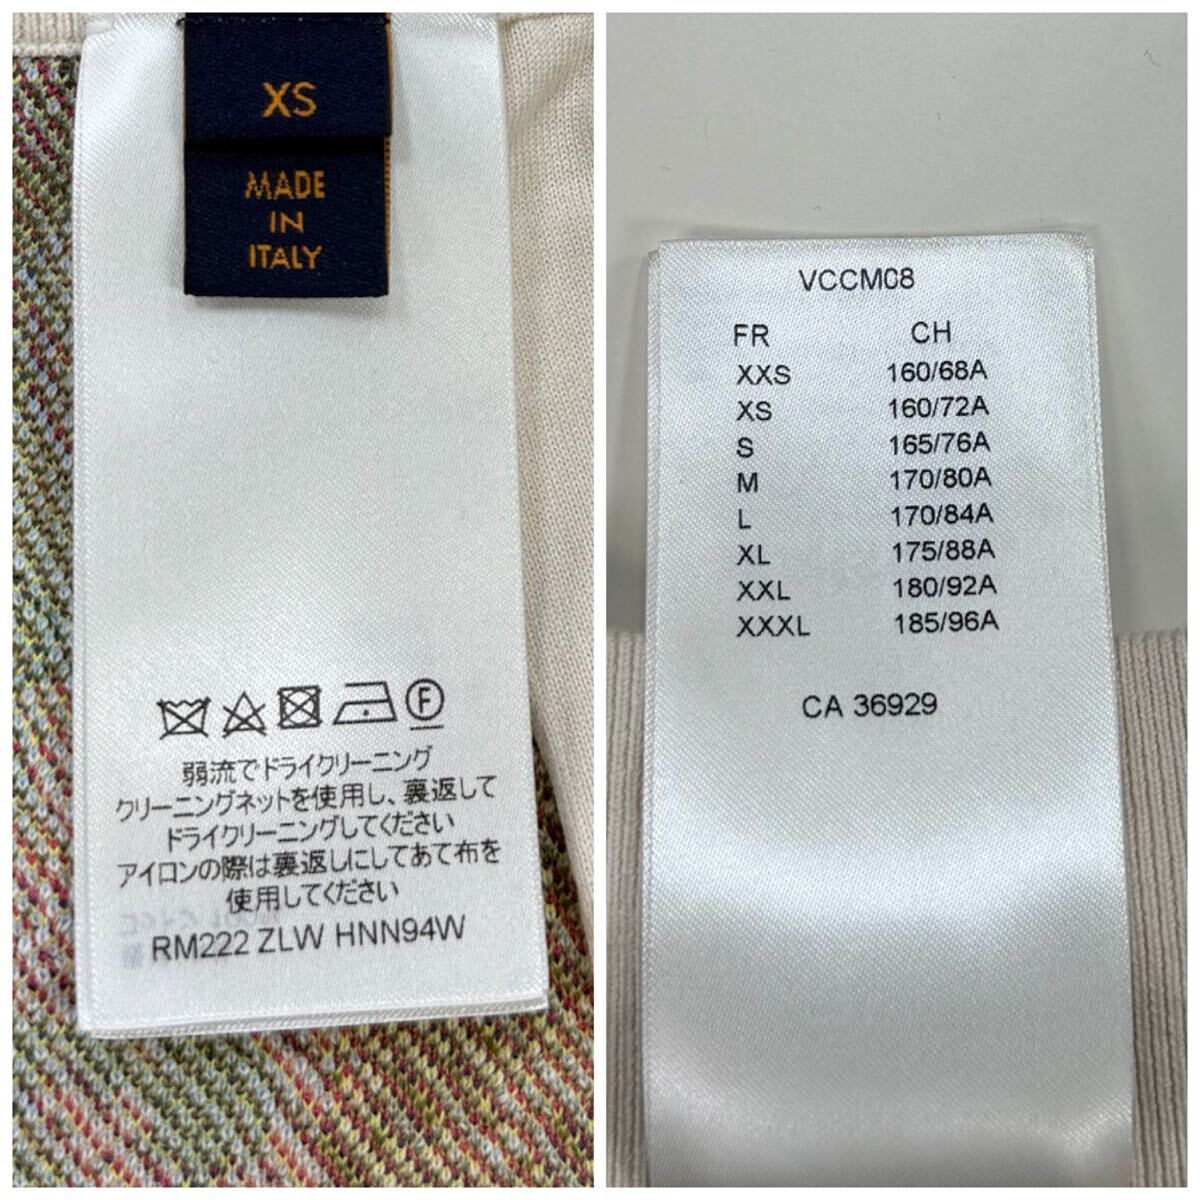 XS
MADE
IN
ITALY
F
弱流でドライクリーニング
クリーニングネットを使用し、裏返して
ドライクリーニングしてください
アイロンの際は裏返しにしてあて布を
使用してください
RM222 ZLW HNN94W
VCCM08
FR CH
XXS 160/68A
XS 160/72A
S 165/76A
M 170/80A
L 170/84A
XL 175/88A
XXL 180/92A
XXXL 185/96A
CA 36929